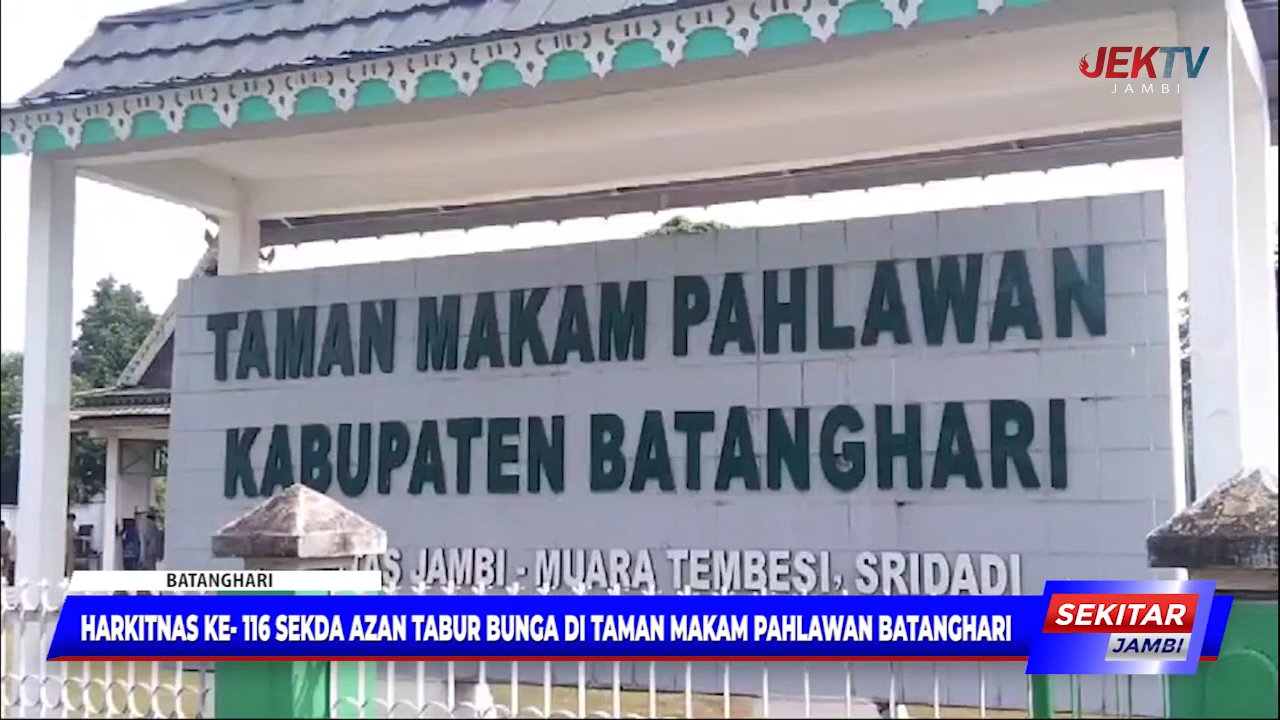 JEKTV
JAMBI
TAMAN MAKAM PAHLAWAN
KABUPATEN BATANGHARI
JAMBI - MUARA TEMBESI, SRIDADI
BATANGHARI
HARKITNAS KE- 116 SEKDA AZAN TABUR BUNGA DI TAMAN MAKAM PAHLAWAN BATANGHARI
SEKITAR
JAMBI